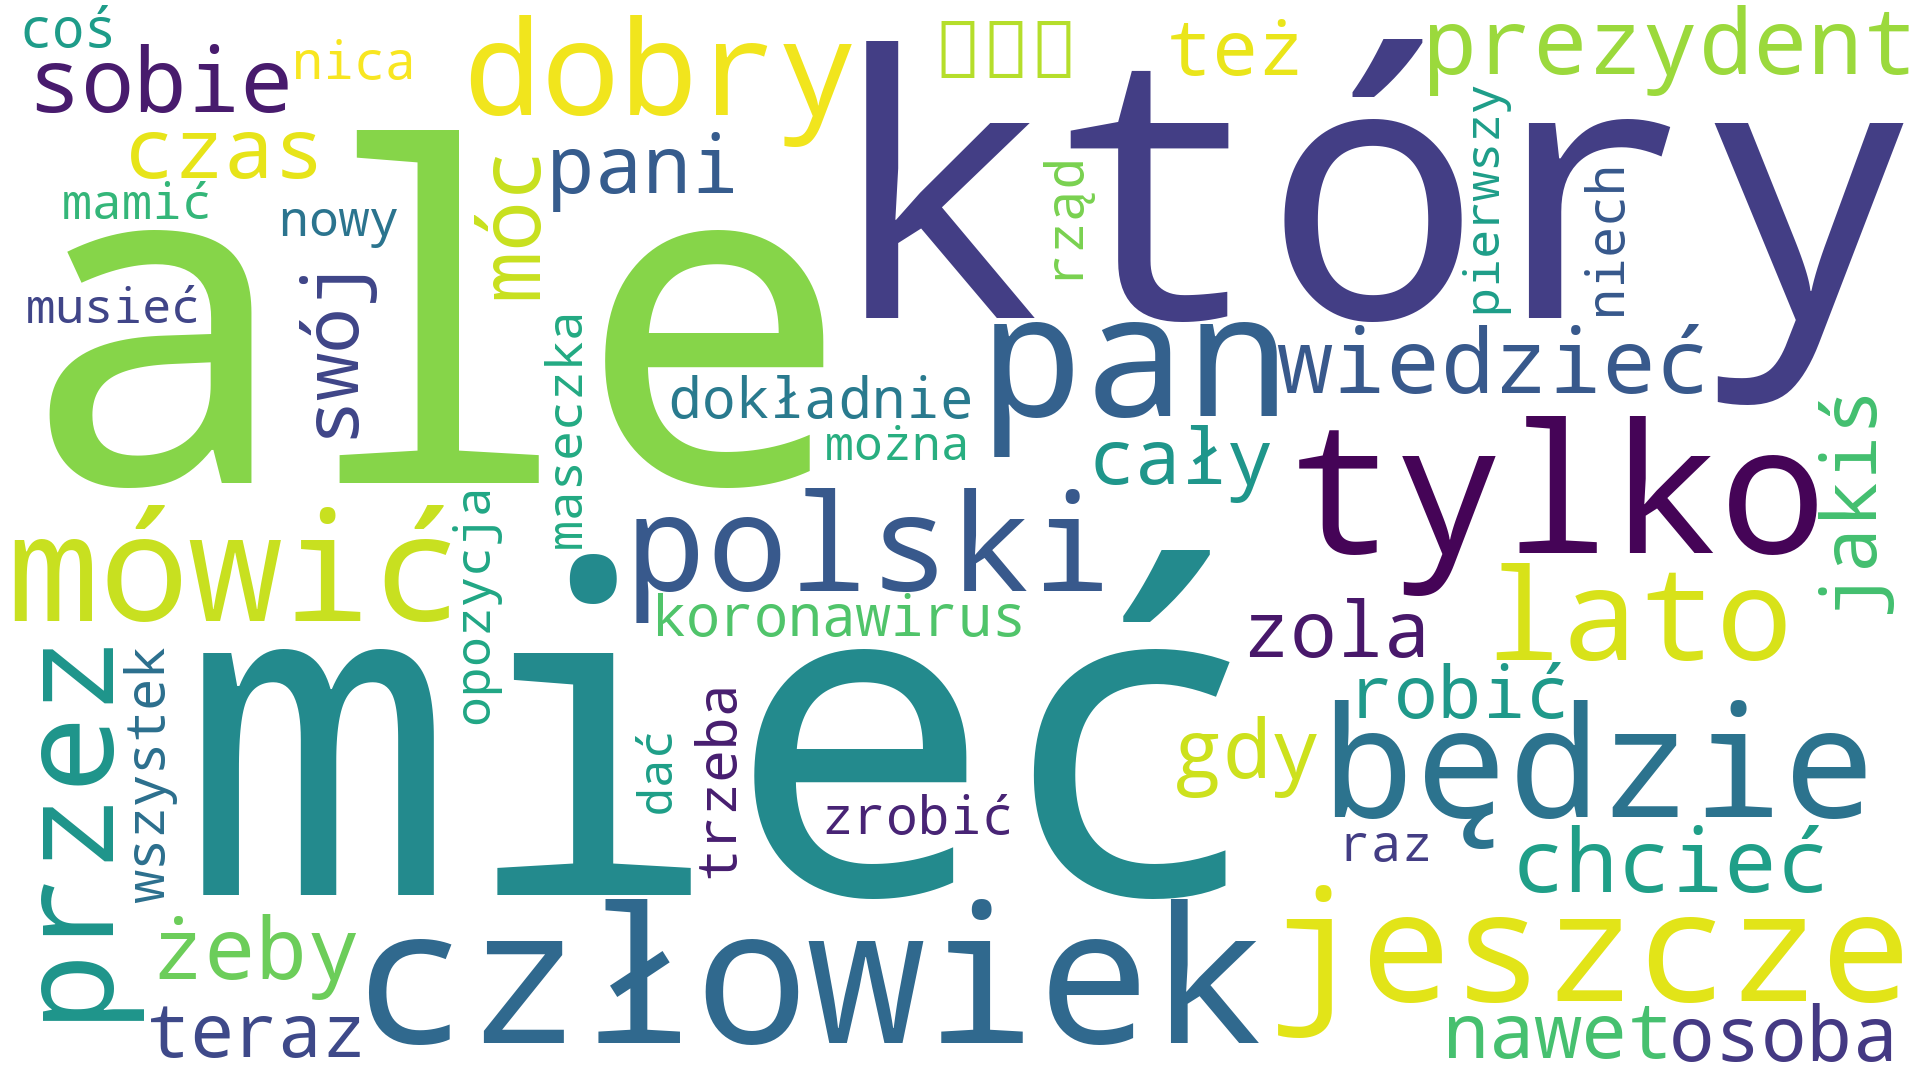 coś
sobie
nica
dobry
też
prezydent
czas
pani
który
mamić
nowy
móc
ale
rząd
pierwszy
niech
musieć
swój
maseczka
dokładnie
można
pan
wiedzieć
cały
tylko
jakiś
mówić
opozycja
polski
koronawirus
zola
lato
przez
wszystek
mieć
robić
gdy
będzie
dać
trzeba
zrobić
raz
chcieć
żeby
człowiek
jeszcze
teraz
nawet
osoba